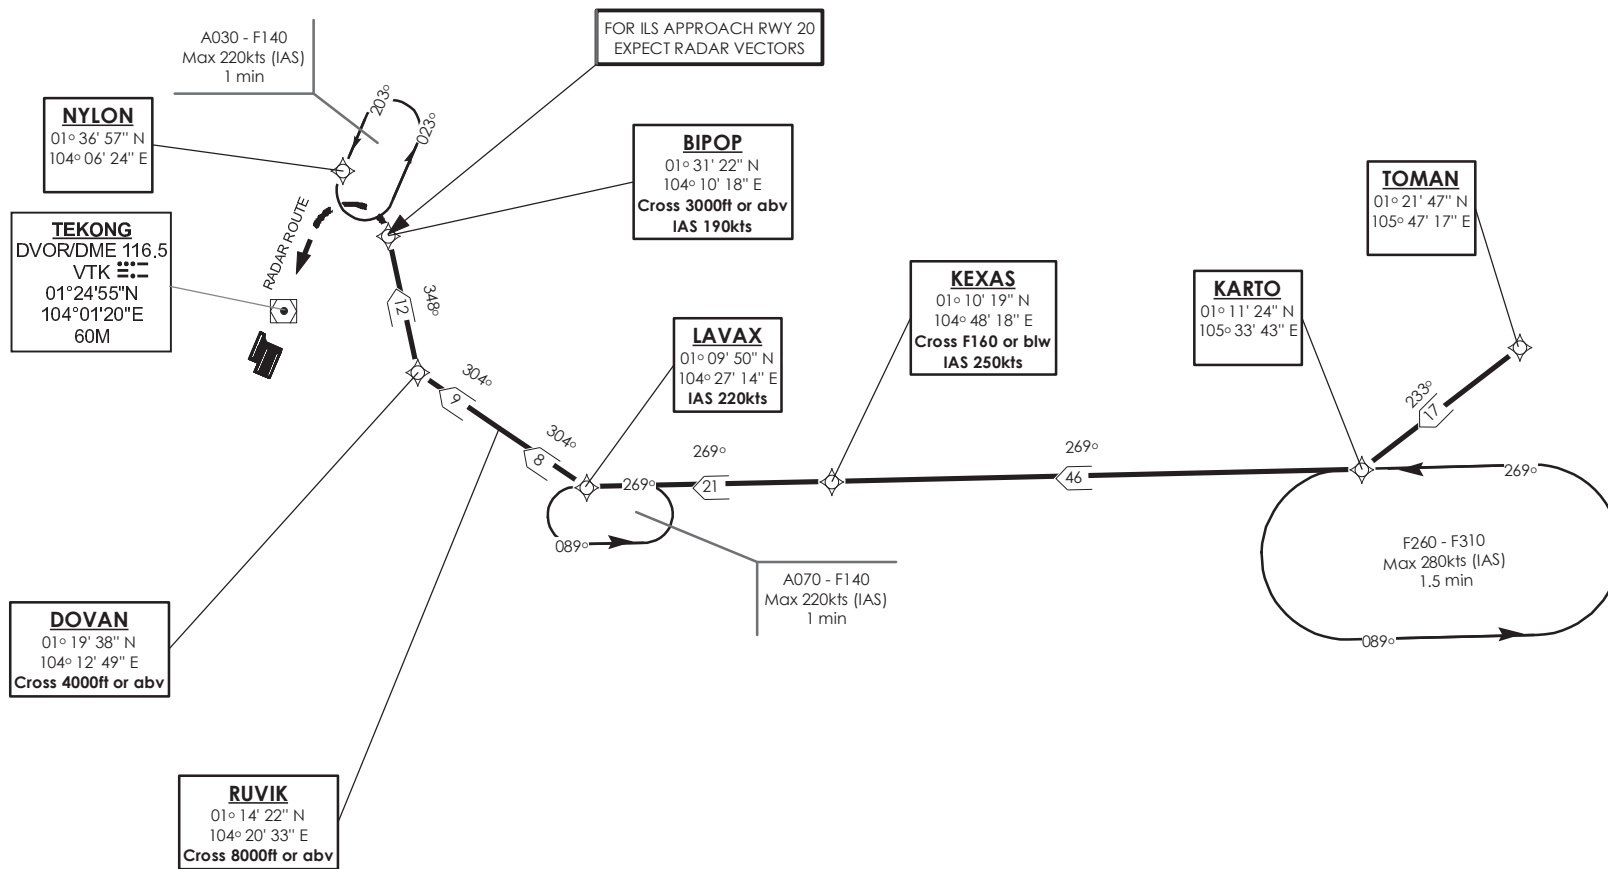 A030 - F140
Max 220kts (IAS)
1 min
FOR ILS APPROACH RWY 20
EXPECT RADAR VECTORS
203°
023°
NYLON
01° 36' 57" N
104° 06' 24" E
BIPOP
01° 31' 22" N
104° 10' 18" E
Cross 3000ft or abv
IAS 190kts
TOMAN
01° 21' 47" N
105° 47' 17" E
TEKONG
DVOR/DME 116.5
VTK
01°24'55"N
104°01'20"E
60M
RADAR ROUTE
KEXAS
01° 10' 19" N
104° 48' 18" E
Cross F160 or blw
IAS 250kts
KARTO
01° 11' 24" N
105° 33' 43" E
LAVAX
01° 09' 50" N
104° 27' 14" E
IAS 220kts
12
348°
304°
9
304°
8
269°
21
269°
46
233°
17
269°
089°
269°
089°
A070 - F140
Max 220kts (IAS)
1 min
F260 - F310
Max 280kts (IAS)
1.5 min
DOVAN
01° 19' 38" N
104° 12' 49" E
Cross 4000ft or abv
RUVIK
01° 14' 22" N
104° 20' 33" E
Cross 8000ft or abv